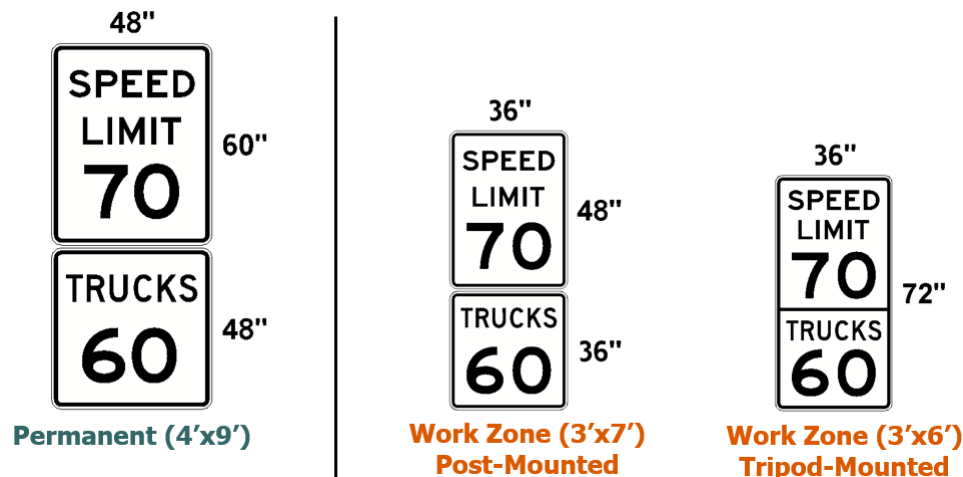 48"
SPEED
LIMIT
70
60"
TRUCKS
60
48"
Permanent (4’x9’)
36"
SPEED
LIMIT
70
48"
TRUCKS
60
36"
Work Zone (3’x7’)
Post-Mounted
36"
SPEED
LIMIT
70
72"
TRUCKS
60
Work Zone (3’x6’)
Tripod-Mounted